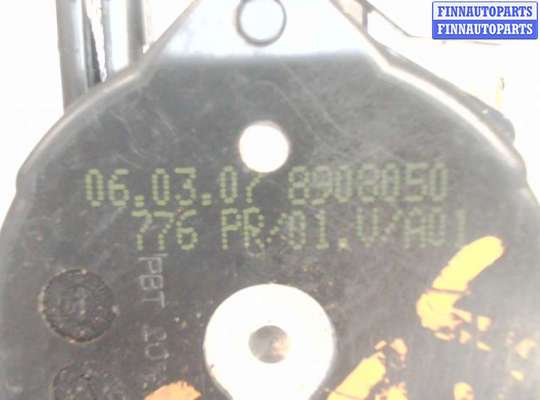 FINNAUTOPARTS
FINNAUTOPARTS
06.03.07 8908050
776 PR/01.V/A01
PBT